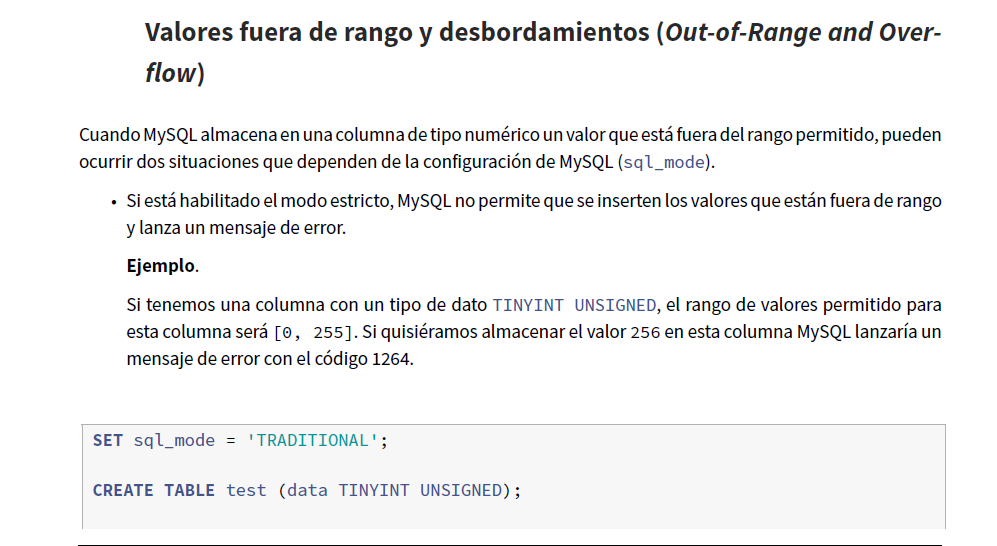 Valores fuera de rango y desbordamientos (Out-of-Range and Over-
flow)
Cuando MySQL almacena en una columna de tipo numérico un valor que está fuera del rango permitido, pueden
ocurrir dos situaciones que dependen de la configuración de MySQL (sql_mode).
• Si está habilitado el modo estricto, MySQL no permite que se inserten los valores que están fuera de rango
y lanza un mensaje de error.
Ejemplo.
Si tenemos una columna con un tipo de dato TINYINT UNSIGNED, el rango de valores permitido para
esta columna será [0, 255]. Si quisiéramos almacenar el valor 256 en esta columna MySQL lanzaría un
mensaje de error con el código 1264.
SET sql_mode = 'TRADITIONAL';
CREATE TABLE test (data TINYINT UNSIGNED);